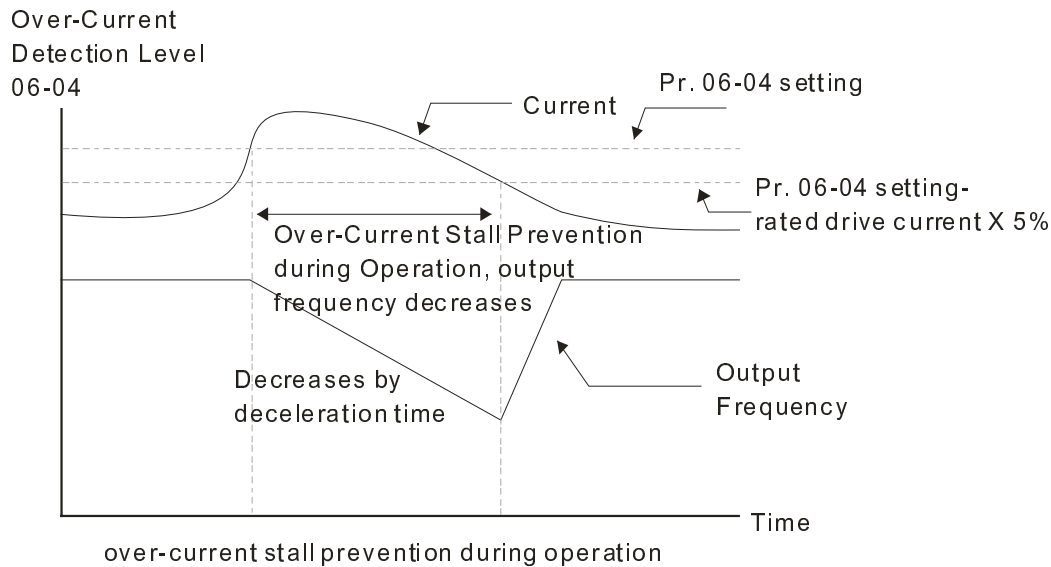 Over-Current
Detection Level
06-04
Pr. 06-04 setting
Current
Pr. 06-04 setting-
rated drive current X 5%
Over-Current Stall Prevention
during Operation, output
frequency decreases
Decreases by
deceleration time
Output
Frequency
Time
over-current stall prevention during operation